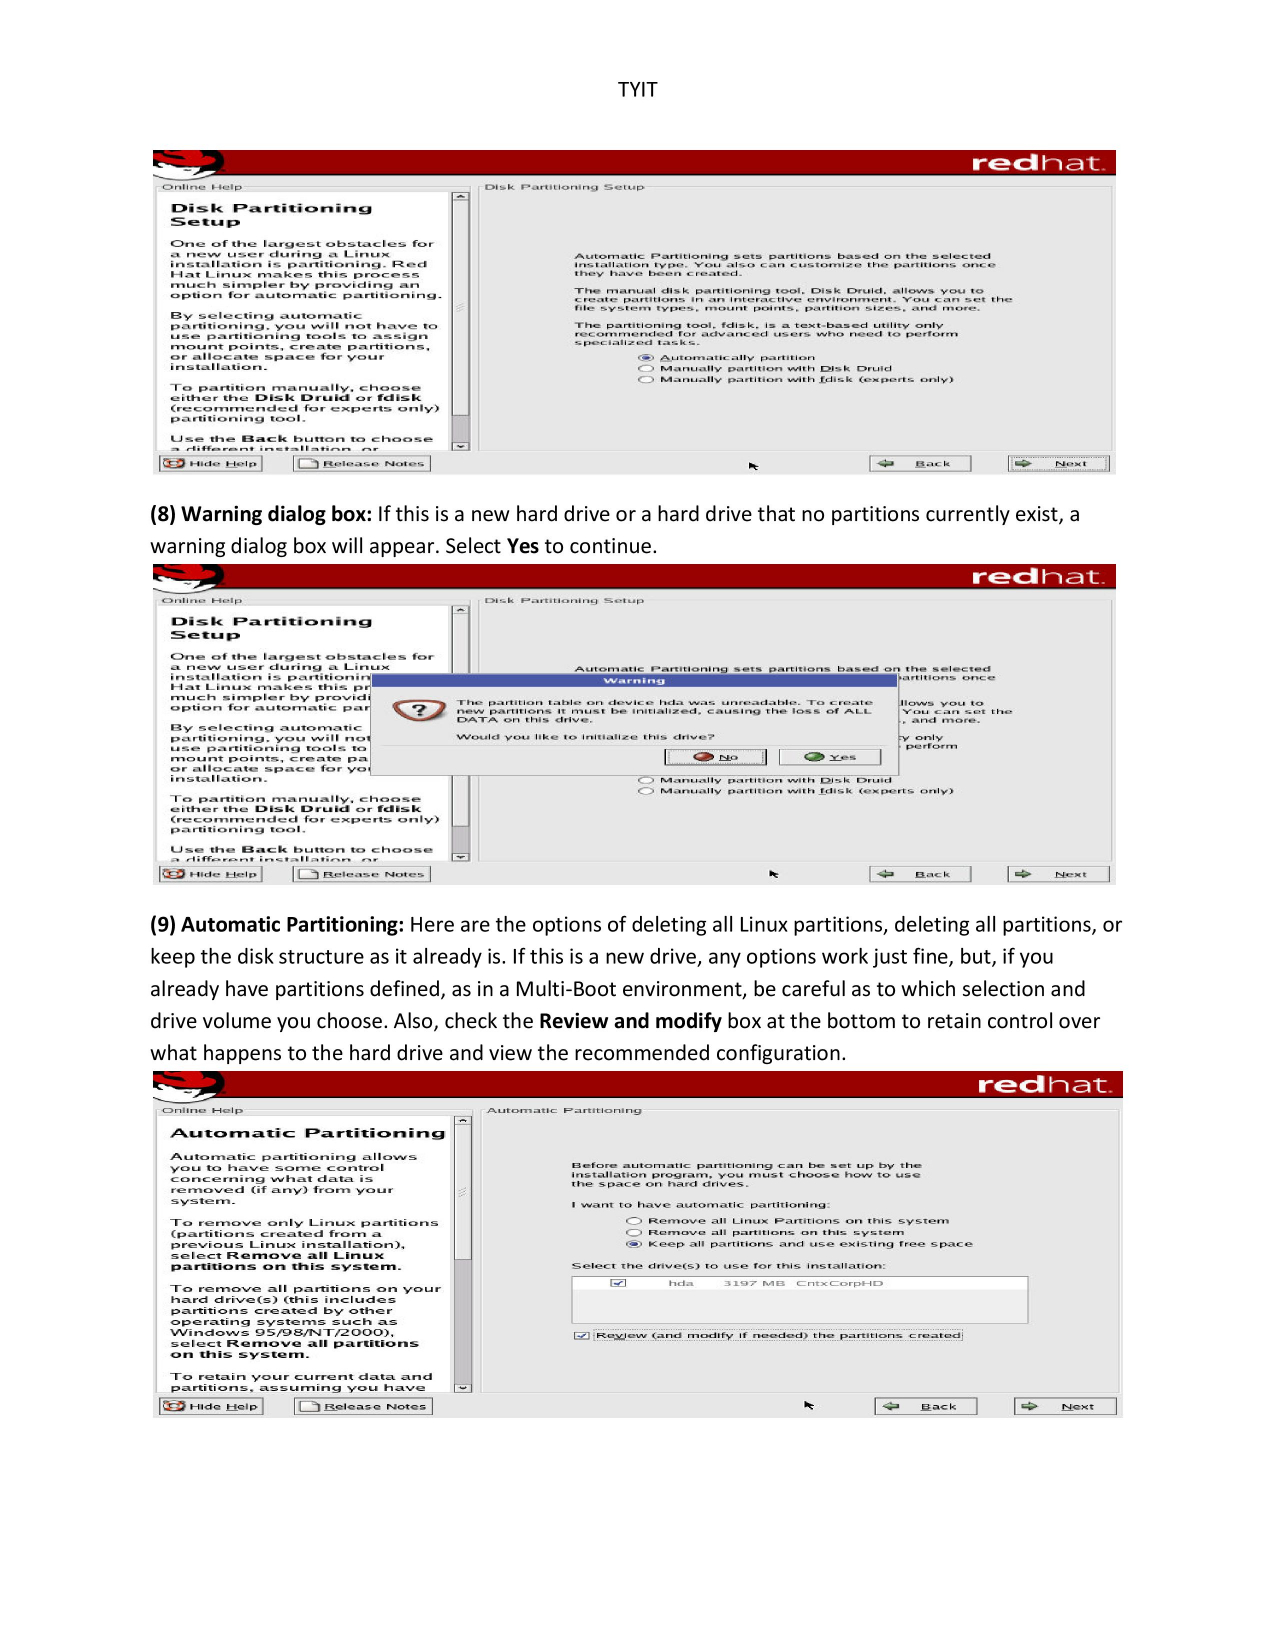 TYIT
redhat.
Online Help
Disk Partitioning
Setup
One of the largest obstacles for
a new user during a Linux
installation is partitioning. Red
Hat Linux makes this process
much simpler by providing an
option for automatic partitioning.
By selecting automatic
partitioning, you will not have to
use partitioning tools to assign
mount points, create partitions,
or allocate space for your
installation.
To partition manually, choose
either the Disk Druid or fdisk
(recommended for experts only)
partitioning tool.
Use the Back button to choose
a different installation, or
Disk Partitioning Setup
Automatic Partitioning sets partitions based on the selected
installation type. You also can customize the partitions once
they have been created.
The manual disk partitioning tool, Disk Druid, allows you to
create partitions in an interactive environment. You can set the
file system types, mount points, partition sizes, and more.
The partitioning tool, fdisk, is a text-based utility only
recommended for advanced users who need to perform
specialized tasks.
Automatically partition
Manually partition with Disk Druid
Manually partition with fdisk (experts only)
Hide Help
Release Notes
Back
Next
(8) Warning dialog box: If this is a new hard drive or a hard drive that no partitions currently exist, a
warning dialog box will appear. Select Yes to continue.
redhat.
Online Help
Disk Partitioning
Setup
One of the largest obstacles for
a new user during a Linux
installation is partitionin
Hat Linux makes this pr
much simpler by providi
option for automatic par
By selecting automatic
partitioning, you will not
use partitioning tools to
mount points, create pa
or allocate space for you
installation.
To partition manually, choose
either the Disk Druid or fdisk
(recommended for experts only)
partitioning tool.
Use the Back button to choose
a different installation, or
Disk Partitioning Setup
Automatic Partitioning sets partitions based on the selected
artitions once
llows you to
You can set the
, and more.
y only
perform
Warning
The partition table on device hda was unreadable. To create
new partitions it must be initialized, causing the loss of ALL
DATA on this drive.
Would you like to initialize this drive?
No
Yes
Manually partition with Disk Druid
Manually partition with fdisk (experts only)
Hide Help
Release Notes
Back
Next
(9) Automatic Partitioning: Here are the options of deleting all Linux partitions, deleting all partitions, or
keep the disk structure as it already is. If this is a new drive, any options work just fine, but, if you
already have partitions defined, as in a Multi-Boot environment, be careful as to which selection and
drive volume you choose. Also, check the Review and modify box at the bottom to retain control over
what happens to the hard drive and view the recommended configuration.
redhat.
Online Help
Automatic Partitioning
Automatic partitioning allows
you to have some control
concerning what data is
removed (if any) from your
system.
To remove only Linux partitions
(partitions created from a
previous Linux installation),
select Remove all Linux
partitions on this system.
To remove all partitions on your
hard drive(s) (this includes
partitions created by other
operating systems such as
Windows 95/98/NT/2000),
select Remove all partitions
on this system.
To retain your current data and
partitions, assuming you have
Automatic Partitioning
Before automatic partitioning can be set up by the
installation program, you must choose how to use
the space on hard drives.
I want to have automatic partitioning:
Remove all Linux Partitions on this system
Remove all partitions on this system
Keep all partitions and use existing free space
Select the drive(s) to use for this installation:
hda 3197 MB CntxCorpHD
Review (and modify if needed) the partitions created
Hide Help
Release Notes
Back
Next